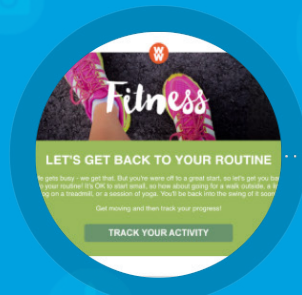 W
W
Fitness
LET'S GET BACK TO YOUR ROUTINE
gets busy - we get that. But you're off to a great start, so let's get you
your routine! It's OK to start small, so how about going for a walk outside, a
on a treadmill, or a session of yoga. You'll be back into the swing of it soon
Get moving and then track your progress!
TRACK YOUR ACTIVITY